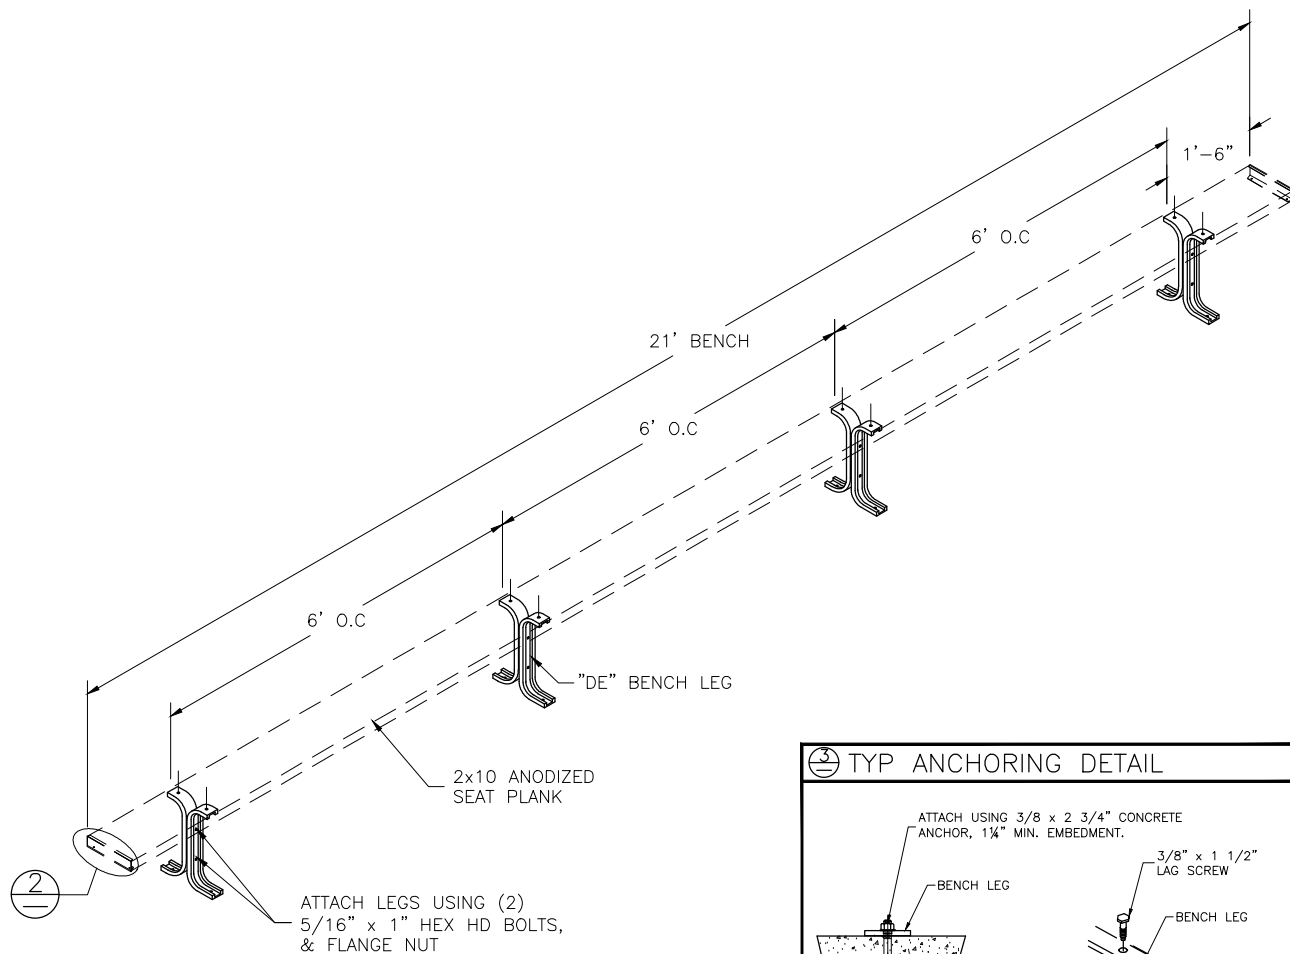 1'-6"
6' O.C
21' BENCH
6' O.C
6' O.C
"DE" BENCH LEG
2x10 ANODIZED
SEAT PLANK
2
ATTACH LEGS USING (2)
5/16" x 1" HEX HD BOLTS,
& FLANGE NUT
3 TYP ANCHORING DETAIL
ATTACH USING 3/8 x 2 3/4" CONCRETE
ANCHOR, 1¼" MIN. EMBEDMENT.
BENCH LEG
3/8" x 1 1/2"
LAG SCREW
BENCH LEG